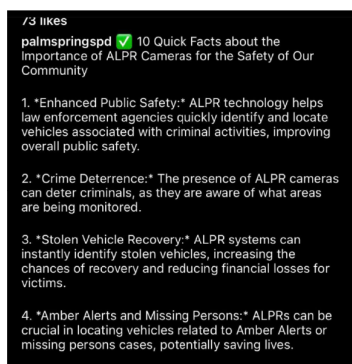 73 likes
palmspringspd ✅ 10 Quick Facts about the
Importance of ALPR Cameras for the Safety of Our
Community
1. *Enhanced Public Safety:* ALPR technology helps
law enforcement agencies quickly identify and locate
vehicles associated with criminal activities, improving
overall public safety.
2. *Crime Deterrence:* The presence of ALPR cameras
can deter criminals, as they are aware of what areas
are being monitored.
3. *Stolen Vehicle Recovery:* ALPR systems can
instantly identify stolen vehicles, increasing the
chances of recovery and reducing financial losses for
victims.
4. *Amber Alerts and Missing Persons:* ALPRs can be
crucial in locating vehicles related to Amber Alerts or
missing persons cases, potentially saving lives.